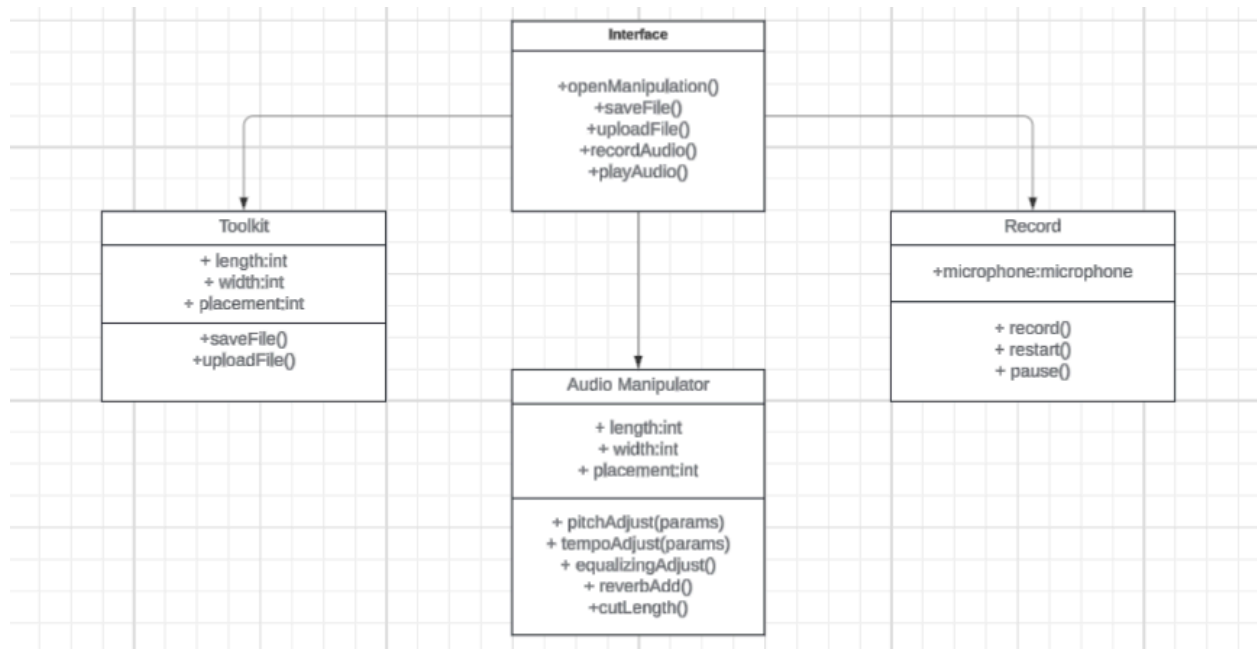 Interface
+openManipulation()
+saveFile()
+uploadFile()
+recordAudio()
+playAudio()
Toolkit
+ length:int
+ width:int
+ placement:int
+saveFile()
+uploadFile()
Record
+microphone:microphone
+ record()
+ restart()
+ pause()
Audio Manipulator
+ length:int
+ width:int
+ placement:int
+ pitchAdjust(params)
+ tempoAdjust(params)
+ equalizingAdjust()
+ reverbAdd()
+cutLength()